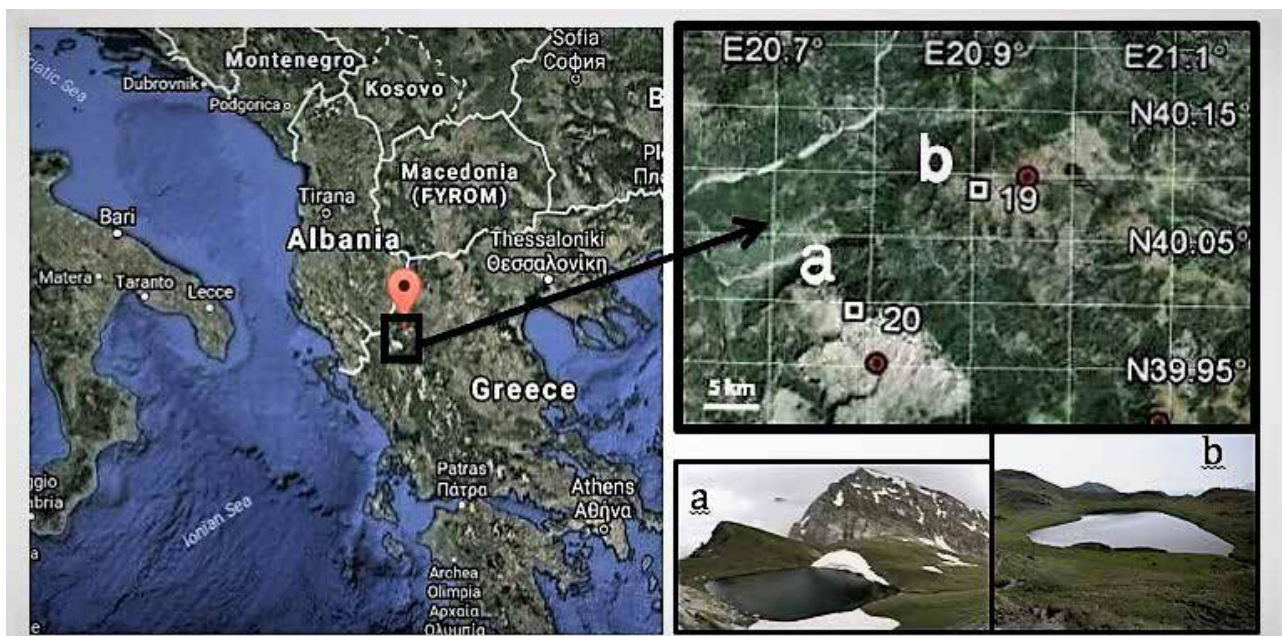 Sofia
София
Montenegro
Dubrovnik
Kosovo
Podgorica
Macedonia
(FYROM)
Tirana
Bari
Albania
Thessaloniki
Θεσσαλονίκη
Matera
Taranto
Lecce
Greece
Patras
Πάτρα
Athens
Αθήνα
Ionian Sea
Archea
Olimpia
Αρχαία
Ολυμπία
E20.7°
E20.9°
E21.1°
N40.15°
b
19
N40.05°
a
20
N39.95°
5 km
a
b